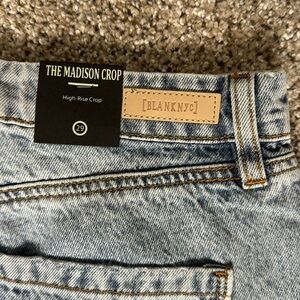 THE MADISON CROP
High-Rise Crop
29
[BLANKNYC]